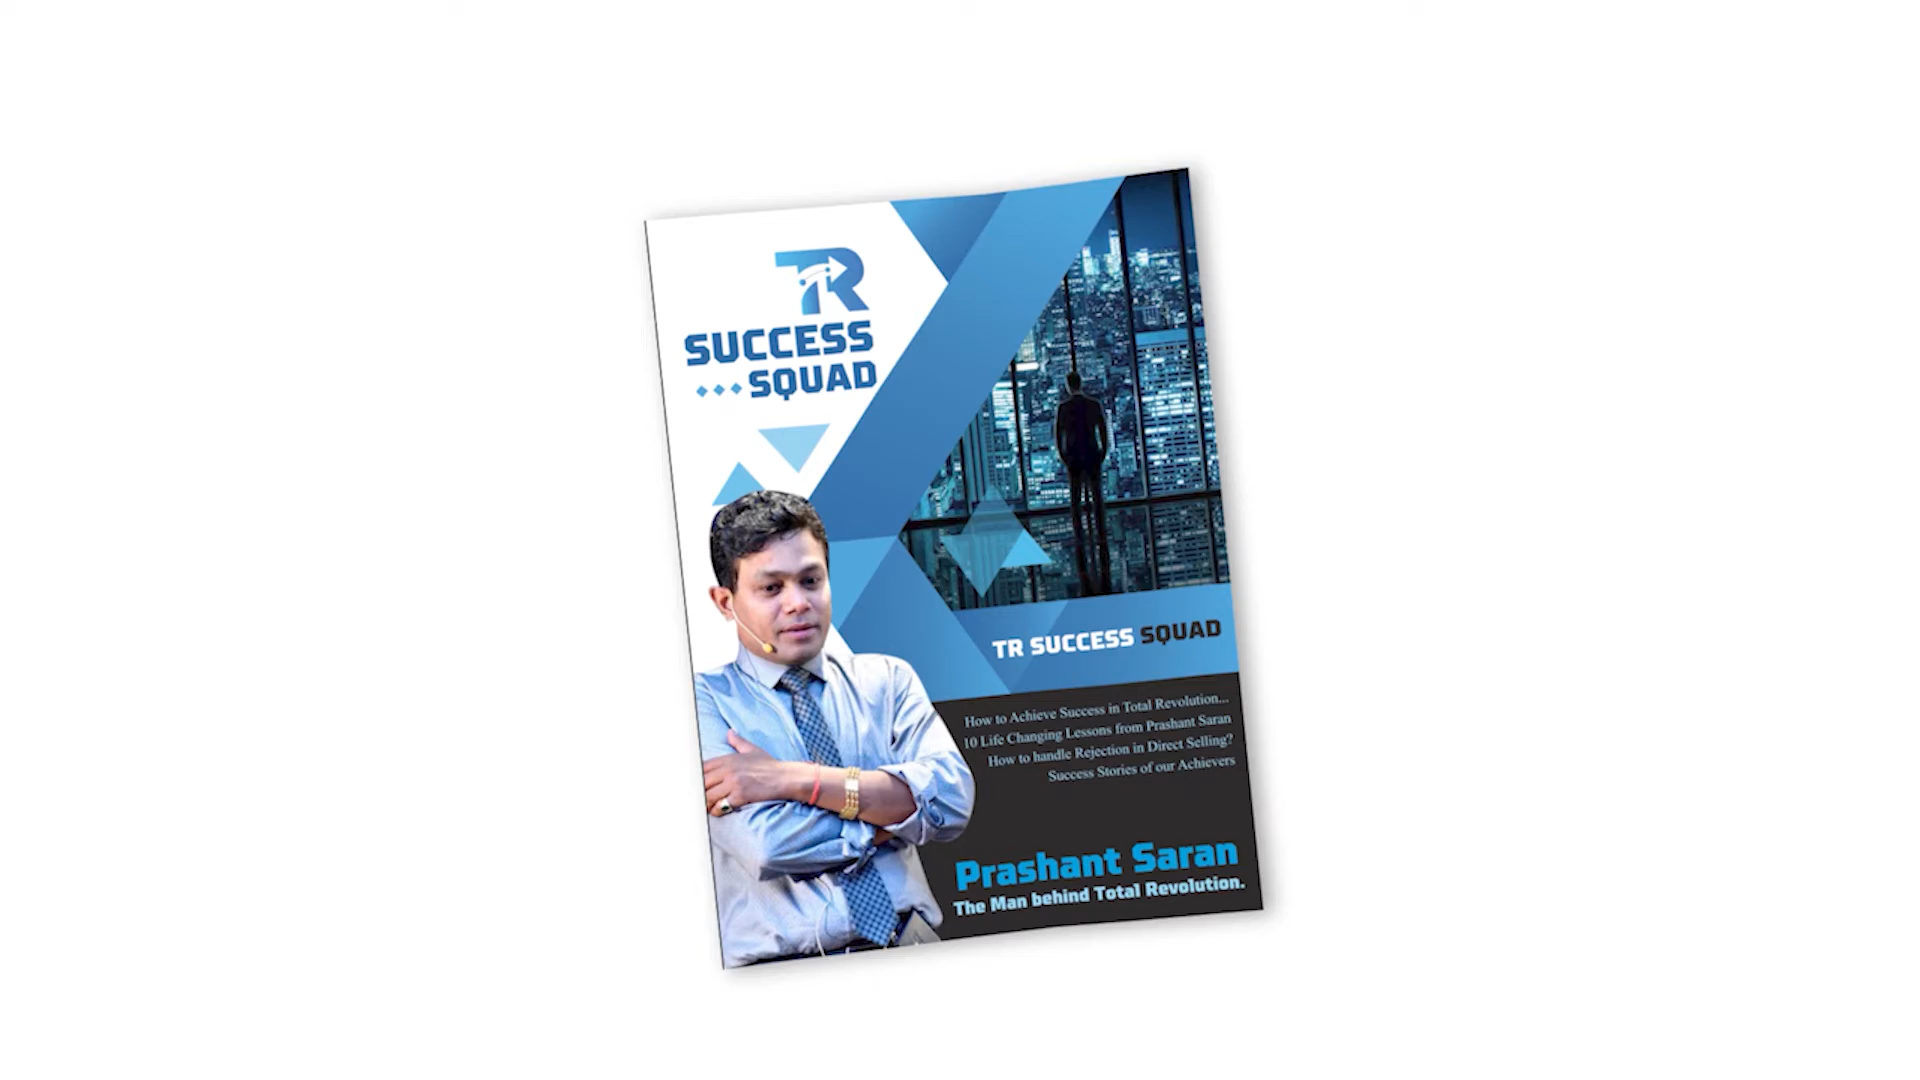 TR
SUCCESS
SQUAD
TR SUCCESS SQUAD
How to Achieve Success in Total Revolution...
10 Life Changing Lessons from Prashant Saran
How to handle Rejection in Direct Selling?
Success Stories of our Achievers
Prashant Saran
The Man behind Total Revolution.